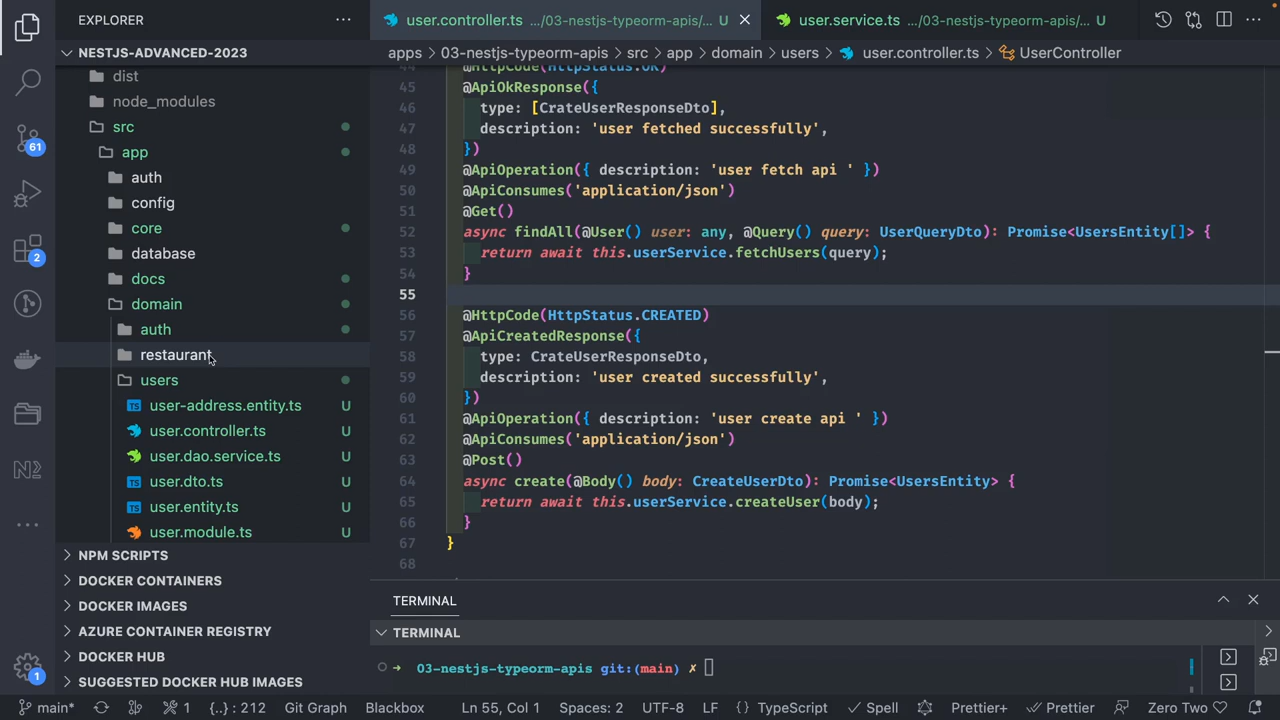 EXPLORER
user.controller.ts .../03-nestjs-typeorm-apis/... U
user.service.ts .../03-nestjs-typeorm-apis/... U
NESTJS-ADVANCED-2023
apps > 03-nestjs-typeorm-apis > src > app > domain > users > user.controller.ts > UserController
dist
node_modules
src
app
auth
config
core
database
docs
domain
auth
restaurant
users
TS user-address.entity.ts U
user.controller.ts U
user.dao.service.ts U
TS user.dto.ts U
TS user.entity.ts U
user.module.ts U
NPM SCRIPTS
DOCKER CONTAINERS
DOCKER IMAGES
AZURE CONTAINER REGISTRY
DOCKER HUB
SUGGESTED DOCKER HUB IMAGES
61
2
1
44 @HttpCode(HttpStatus.OK)
45 @ApiOkResponse({
46 type: [CrateUserResponseDto],
47 description: 'user fetched successfully',
48 })
49 @ApiOperation({ description: 'user fetch api ' })
50 @ApiConsumes('application/json')
51 @Get()
52 async findAll(@User() user: any, @Query() query: UserQueryDto): Promise<UsersEntity[]> {
53 return await this.userService.fetchUsers(query);
54 }
55
56 @HttpCode(HttpStatus.CREATED)
57 @ApiCreatedResponse({
58 type: CrateUserResponseDto,
59 description: 'user created successfully',
60 })
61 @ApiOperation({ description: 'user create api ' })
62 @ApiConsumes('application/json')
63 @Post()
64 async create(@Body() body: CreateUserDto): Promise<UsersEntity> {
65 return await this.userService.createUser(body);
66 }
67 }
68
TERMINAL
TERMINAL
→ 03-nestjs-typeorm-apis git:(main) ✗
main* 1 {..} : 212 Git Graph Blackbox Ln 55, Col 1 Spaces: 2 UTF-8 LF {} TypeScript Spell Prettier+ Prettier Zero Two